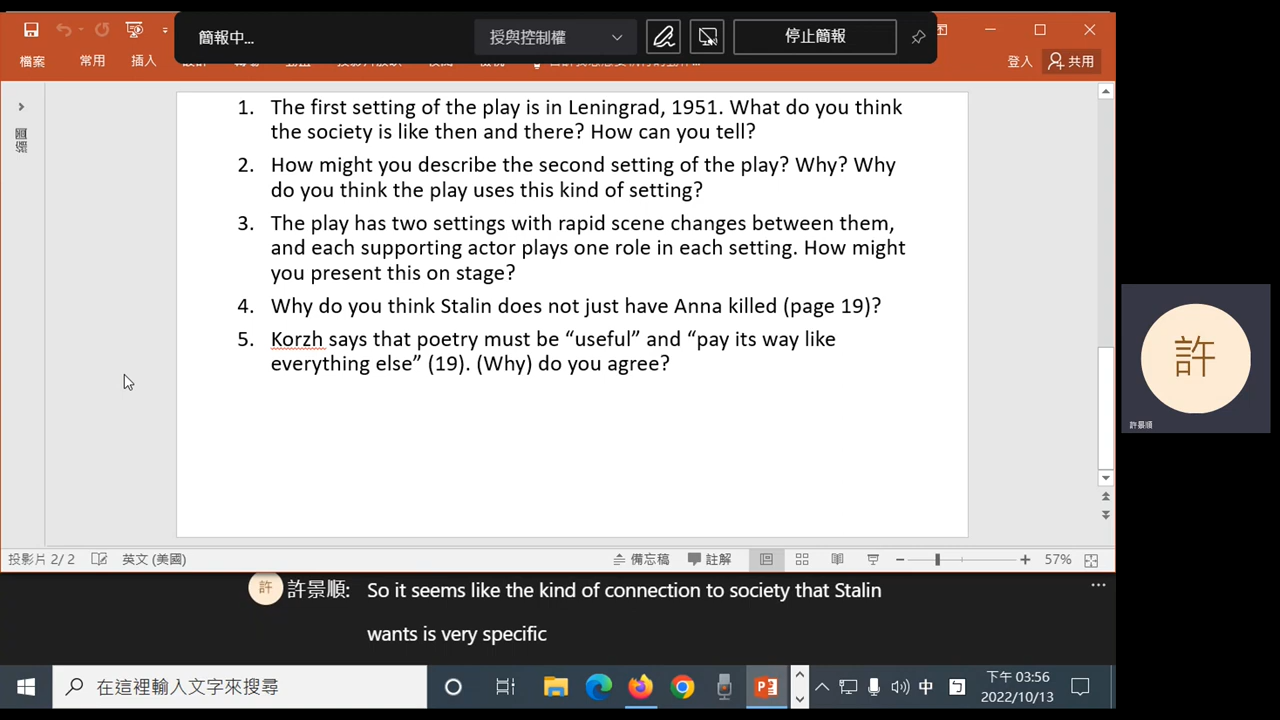 簡報中...
授與控制權
停止簡報
檔案
常用
插入
登入
共用
1. The first setting of the play is in Leningrad, 1951. What do you think
the society is like then and there? How can you tell?
2. How might you describe the second setting of the play? Why? Why
do you think the play uses this kind of setting?
3. The play has two settings with rapid scene changes between them,
and each supporting actor plays one role in each setting. How might
you present this on stage?
4. Why do you think Stalin does not just have Anna killed (page 19)?
5. Korzh says that poetry must be “useful” and “pay its way like
everything else” (19). (Why) do you agree?
許
許景順
投影片 2/ 2
英文 (美國)
備忘稿
註解
57%
許
許景順:
So it seems like the kind of connection to society that Stalin
wants is very specific
在這裡輸入文字來搜尋
中
下午 03:56
2022/10/13